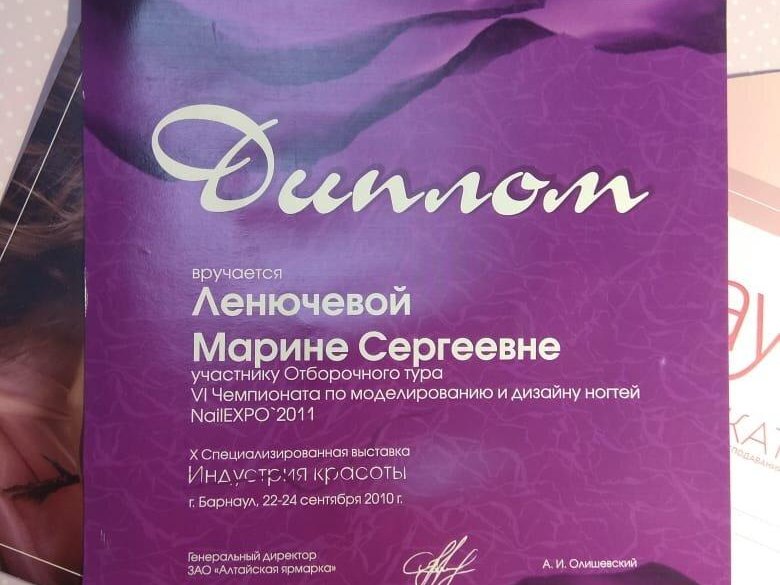 Диплом
вручается
Ленючевой
Марине Сергеевне
участнику Отборочного тура
VI Чемпионата по моделированию и дизайну ногтей
NailEXPO`2011
X Специализированная выставка
Индустрия красоты
г. Барнаул, 22-24 сентября 2010 г.
Генеральный директор
ЗАО «Алтайская ярмарка»
А. И. Олишевский